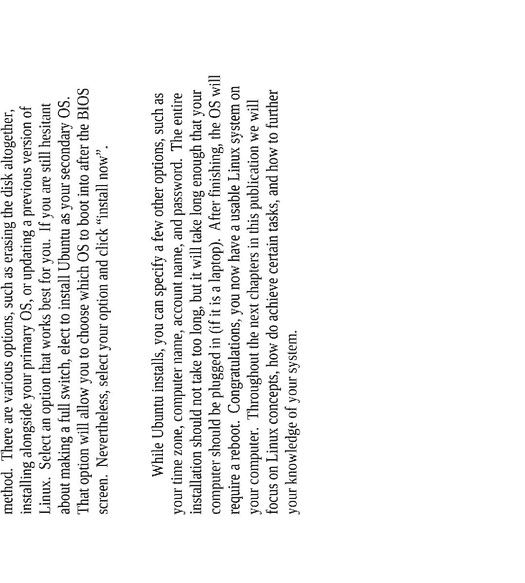 method.  There are various options, such as erasing the disk altogether,
installing alongside your primary OS, or updating a previous version of
Linux.  Select an option that works best for you.  If you are still hesitant
about making a full switch, elect to install Ubuntu as your secondary OS.
That option will allow you to choose which OS to boot into after the BIOS
screen.  Nevertheless, select your option and click “install now”.
While Ubuntu installs, you can specify a few other options, such as
your time zone, computer name, account name, and password.  The entire
installation should not take too long, but it will take long enough that your
computer should be plugged in (if it is a laptop).  After finishing, the OS will
require a reboot.  Congratulations, you now have a usable Linux system on
your computer.  Throughout the next chapters in this publication we will
focus on Linux concepts, how do achieve certain tasks, and how to further
your knowledge of your system.